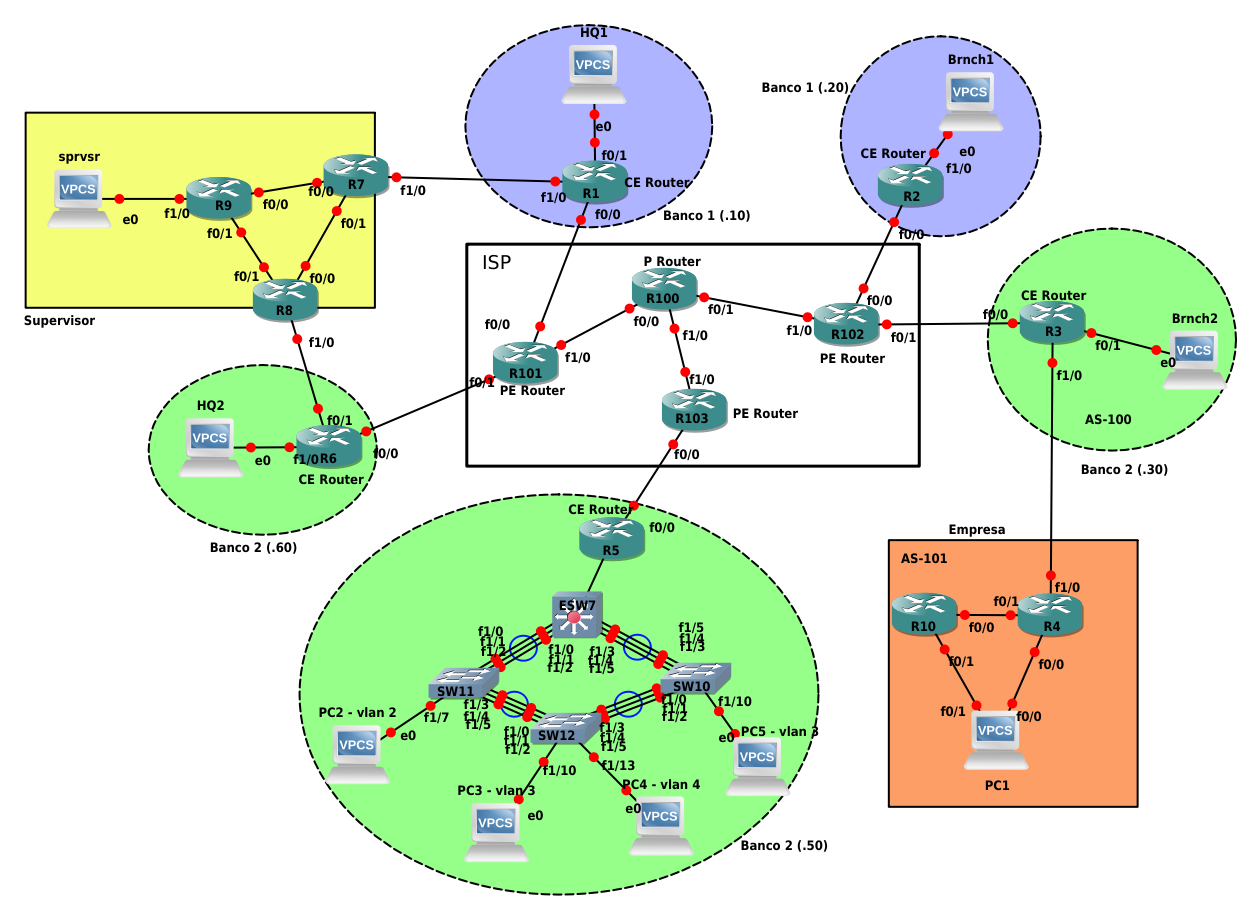 HQ1
VPCS
e0
f0/1
R1
CE Router
f1/0
f0/0
Banco 1 (.10)
Banco 1 (.20)
Brnch1
VPCS
e0
CE Router
f1/0
R2
f0/0
sprvsr
VPCS
e0
f1/0
R9
f0/0
f0/1
f0/0
R7
f1/0
f0/1
f0/1
f0/0
R8
f1/0
Supervisor
ISP
P Router
R100
f0/0
f0/1
f1/0
f0/0
f1/0
R101
f0/1
PE Router
f0/0
f1/0
R102
f0/1
PE Router
f1/0
R103
PE Router
f0/0
CE Router
f0/0
R3
f0/1
f1/0
Brnch2
VPCS
e0
AS-100
Banco 2 (.30)
HQ2
VPCS
e0
f0/1
f1/0
R6
f0/0
CE Router
Banco 2 (.60)
CE Router
f0/0
R5
ESW7
f1/0
f1/1
f1/2
f1/0
f1/1
f1/2
f1/3
f1/4
f1/5
f1/5
f1/4
f1/3
SW11
f1/3
f1/4
f1/5
f1/7
SW10
f1/0
f1/1
f1/2
f1/10
f1/0
f1/1
f1/2
SW12
f1/3
f1/4
f1/5
f1/10
f1/13
PC2 - vlan 2
e0
VPCS
PC3 - vlan 3
e0
VPCS
PC4 - vlan 4
e0
VPCS
PC5 - vlan 3
e0
VPCS
Banco 2 (.50)
Empresa
AS-101
f1/0
R10
f0/0
f0/1
R4
f0/1
f0/0
f0/1
f0/0
VPCS
PC1